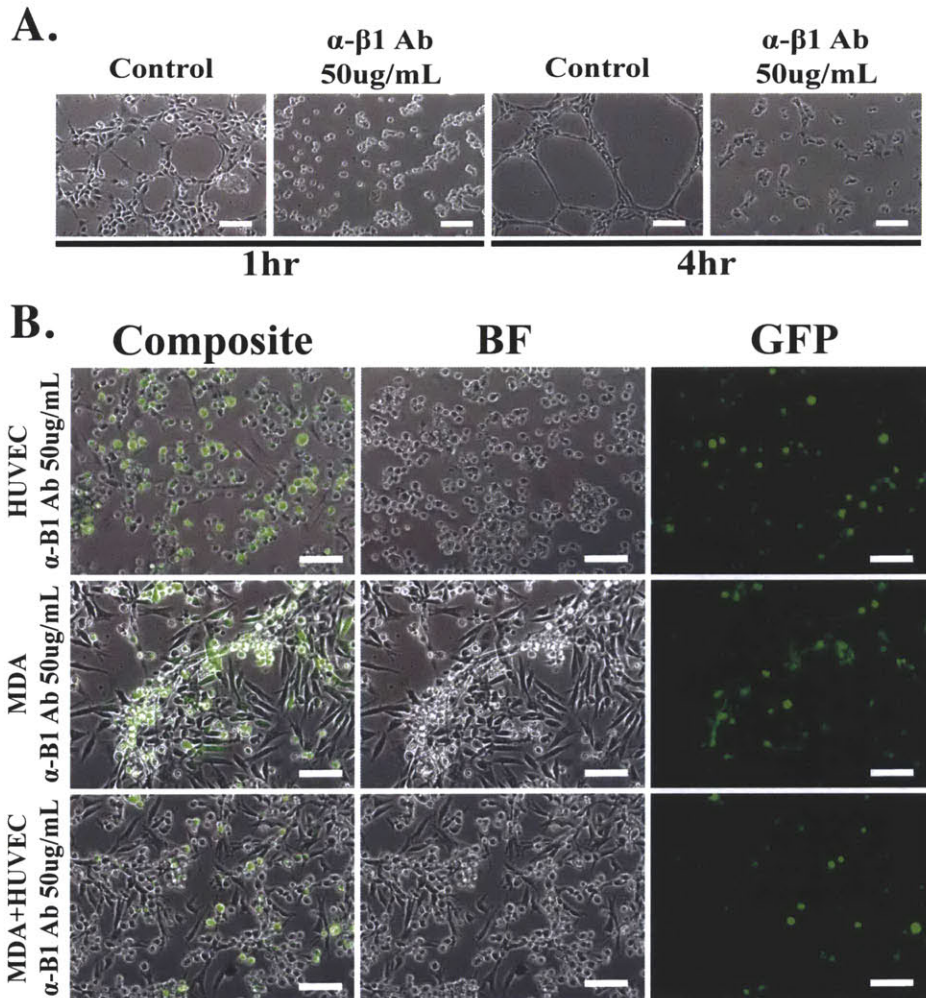 A.
Control
α-β1 Ab
50ug/mL
Control
α-β1 Ab
50ug/mL
1hr
4hr
B.
Composite
BF
GFP
HUVEC
α-B1 Ab 50ug/mL
MDA
α-B1 Ab 50ug/mL
MDA+HUVEC
α-B1 Ab 50ug/mL